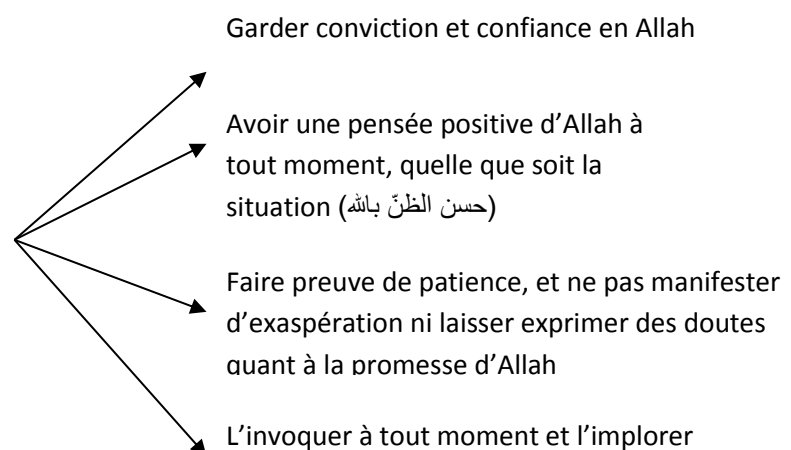 Garder conviction et confiance en Allah
Avoir une pensée positive d’Allah à
tout moment, quelle que soit la
situation (حسن الظنّ بالله)
Faire preuve de patience, et ne pas manifester
d’exaspération ni laisser exprimer des doutes
quant à la promesse d’Allah
L’invoquer à tout moment et l’implorer